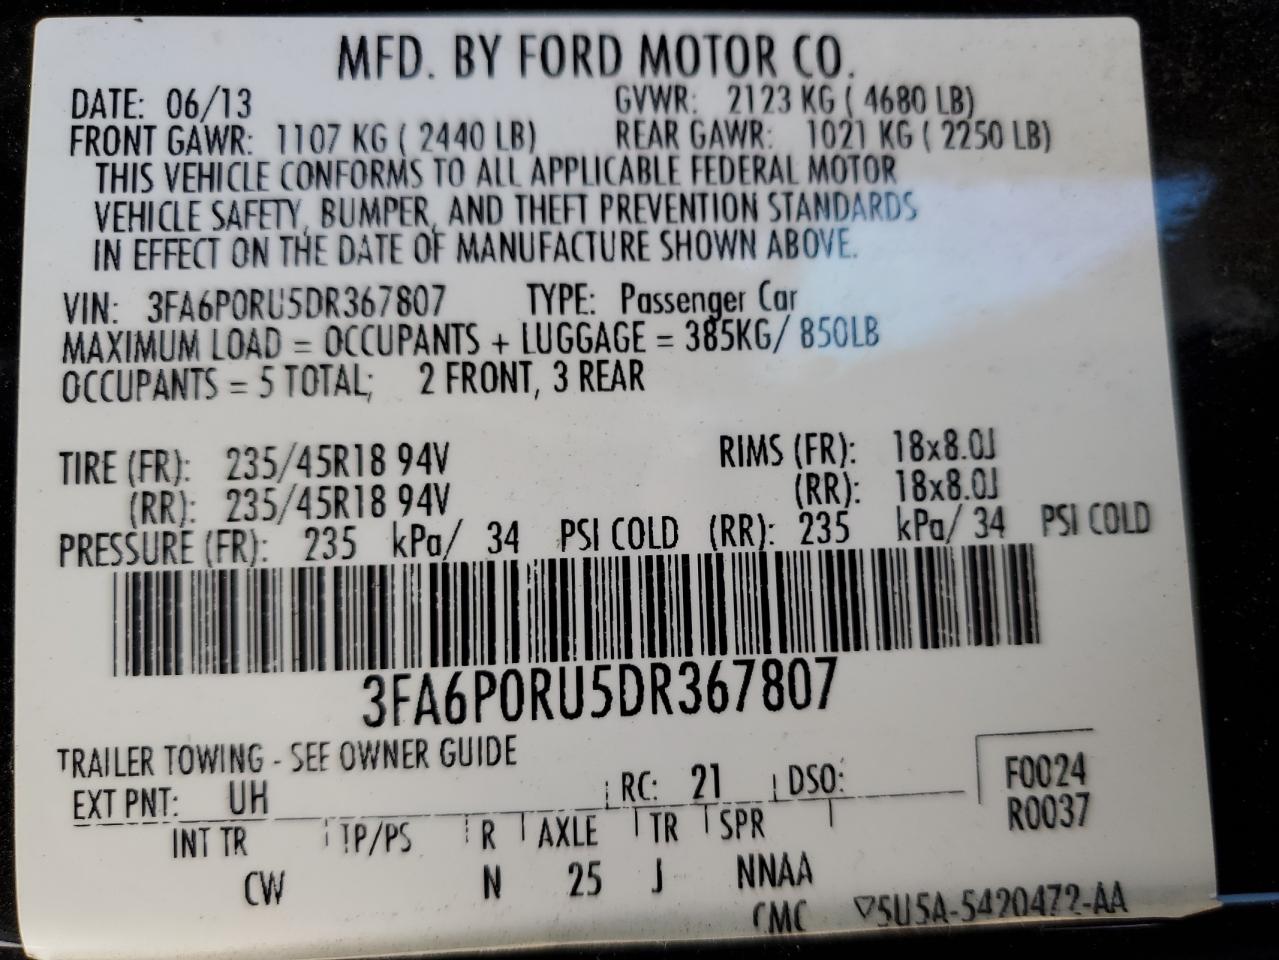 MFD. BY FORD MOTOR CO.
DATE: 06/13 GVWR: 2123 KG ( 4680 LB)
FRONT GAWR: 1107 KG ( 2440 LB) REAR GAWR: 1021 KG ( 2250 LB)
THIS VEHICLE CONFORMS TO ALL APPLICABLE FEDERAL MOTOR
VEHICLE SAFETY, BUMPER, AND THEFT PREVENTION STANDARDS
IN EFFECT ON THE DATE OF MANUFACTURE SHOWN ABOVE.
VIN: 3FA6P0RU5DR367807 TYPE: Passenger Car
MAXIMUM LOAD = OCCUPANTS + LUGGAGE = 385KG/ 850LB
OCCUPANTS = 5 TOTAL; 2 FRONT, 3 REAR
TIRE (FR): 235/45R18 94V RIMS (FR): 18x8.0J
(RR): 235/45R18 94V (RR): 18x8.0J
PRESSURE (FR): 235 kPa/ 34 PSI COLD (RR): 235 kPa/ 34 PSI COLD
3FA6P0RU5DR367807
TRAILER TOWING - SEE OWNER GUIDE
EXT PNT: UH RC: 21 DSO: F0024
INT TR TP/PS R AXLE TR SPR R0037
CW N 25 J NNAA
CMC ▽5U5A-5420472-AA